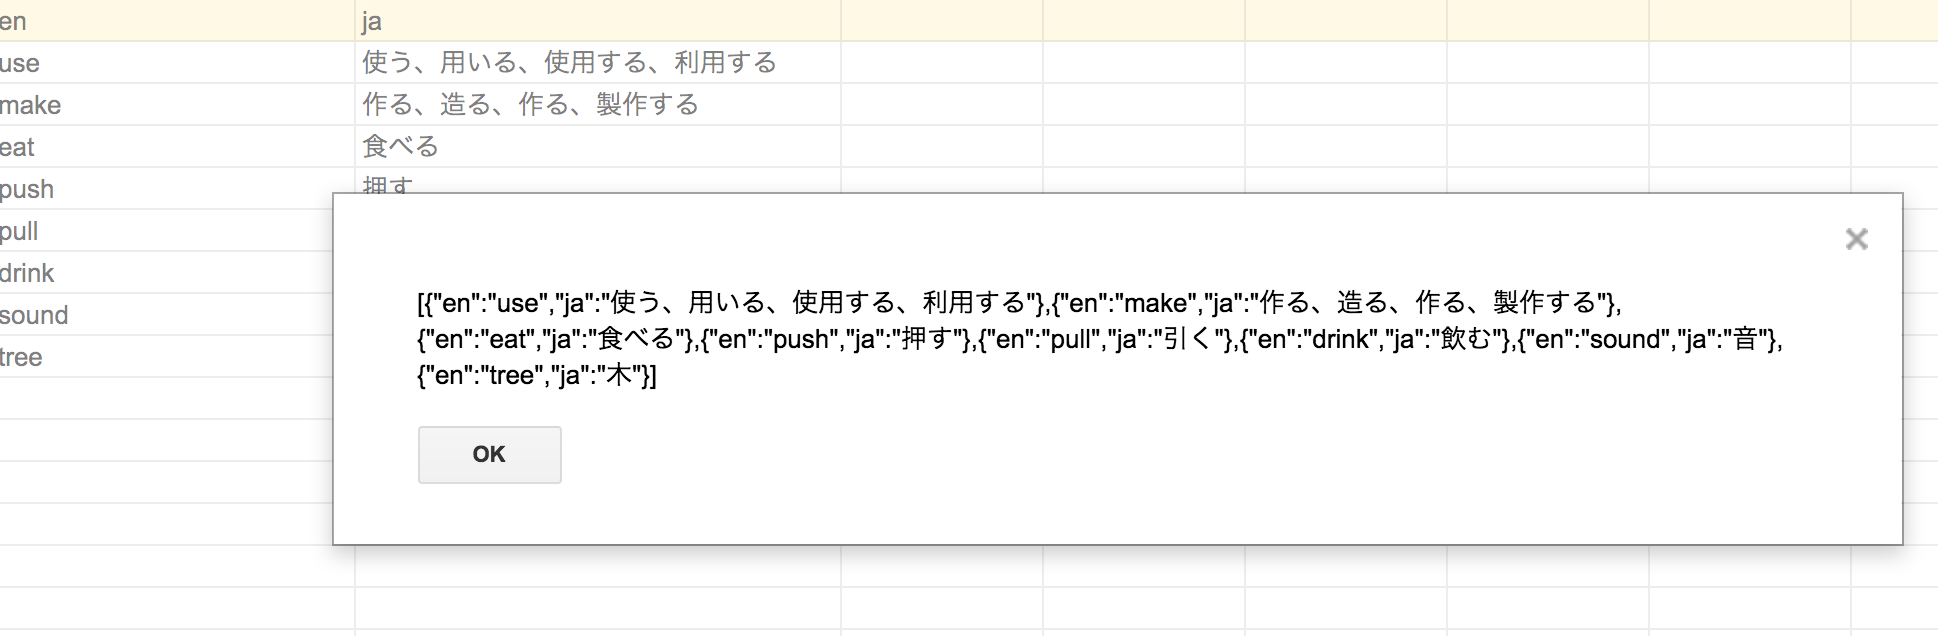 en ja
use 使う、用いる、使用する、利用する
make 作る、造る、作る、製作する
eat 食べる
push 押す
pull
drink
sound
tree
[{"en":"use","ja":"使う、用いる、使用する、利用する"},{"en":"make","ja":"作る、造る、作る、製作する"},
{"en":"eat","ja":"食べる"},{"en":"push","ja":"押す"},{"en":"pull","ja":"引く"},{"en":"drink","ja":"飲む"},{"en":"sound","ja":"音"},
{"en":"tree","ja":"木"}]
OK